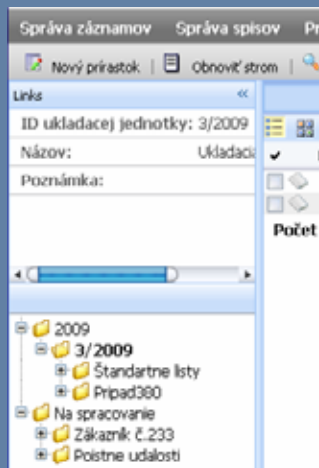 Správa záznamov Správa spisov
Nový prírastok | Obnoviť strom |
Links «
ID ukladacej jednotky: 3/2009
Názov:
Poznámka:
Počet
2009
3/2009
Štandartne listy
Pripad380
Na spracovanie
Zákazník č.233
Poistne udalosti